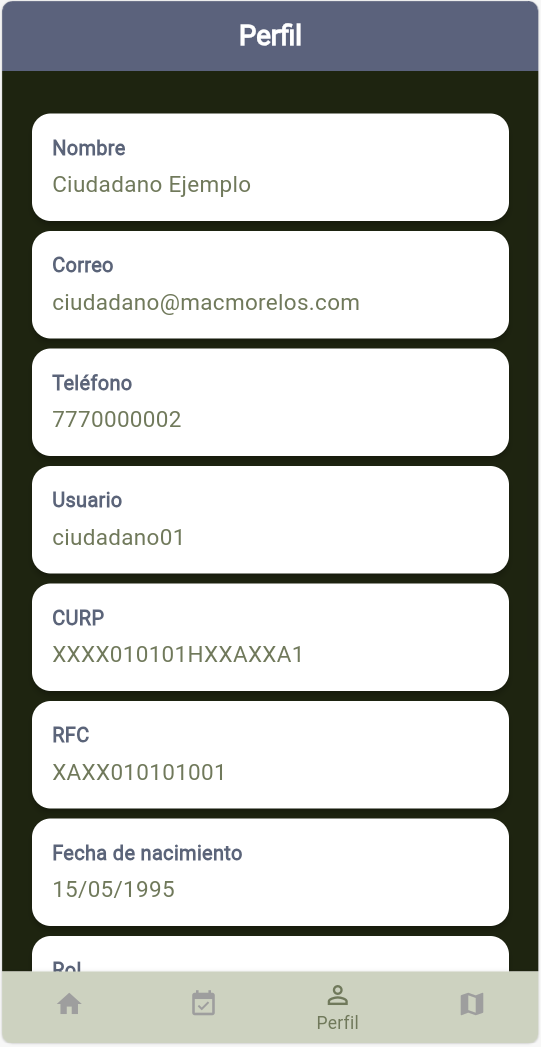 Perfil
Nombre
Ciudadano Ejemplo
Correo
ciudadano@macmorelos.com
Teléfono
7770000002
Usuario
ciudadano01
CURP
XXXX010101HXXAXXA1
RFC
XAXX010101001
Fecha de nacimiento
15/05/1995
Rol
Perfil